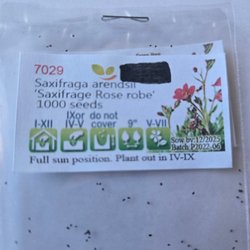 7029
Saxifraga arendsii
'Saxifrage Rose robe'
1000 seeds
IXor do not
I-XII IV-V cover 9" V-VII
Full sun position. Plant out in IV-IX
Sow by: 12/2025
Batch P2022-06